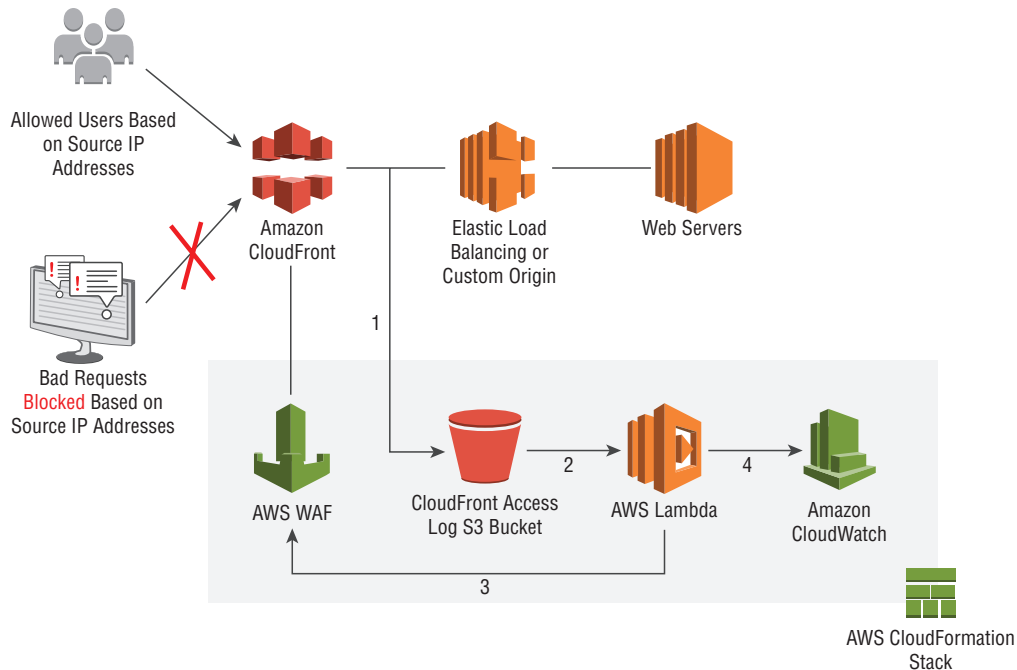 Allowed Users Based
on Source IP
Addresses
Amazon
CloudFront
Elastic Load
Balancing or
Custom Origin
Web Servers
!
!
Bad Requests
Blocked Based on
Source IP Addresses
1
AWS WAF
CloudFront Access
Log S3 Bucket
2
AWS Lambda
4
Amazon
CloudWatch
3
AWS CloudFormation
Stack